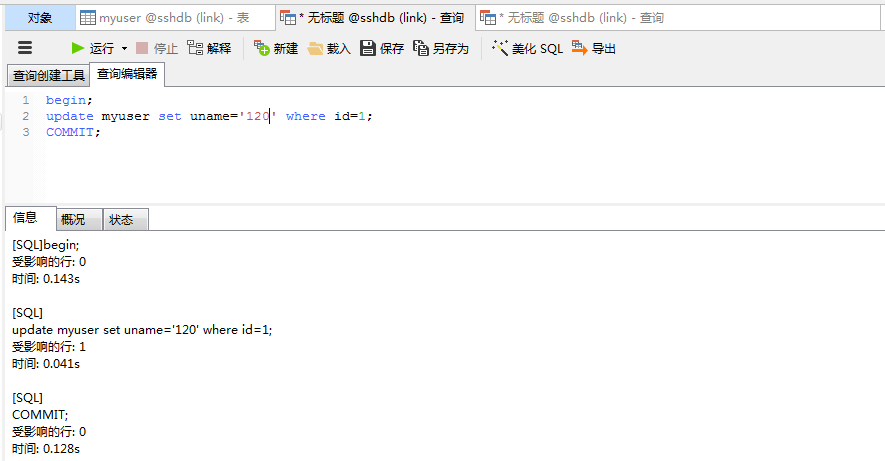 对象 myuser @sshdb (link) - 表 * 无标题 @sshdb (link) - 查询 * 无标题 @sshdb (link) - 查询
运行 停止 解释 新建 载入 保存 另存为 美化 SQL 导出
查询创建工具 查询编辑器
1 begin;
2 update myuser set uname='120' where id=1;
3 COMMIT;
信息 概况 状态
[SQL]begin;
受影响的行: 0
时间: 0.143s
[SQL]
update myuser set uname='120' where id=1;
受影响的行: 1
时间: 0.041s
[SQL]
COMMIT;
受影响的行: 0
时间: 0.128s